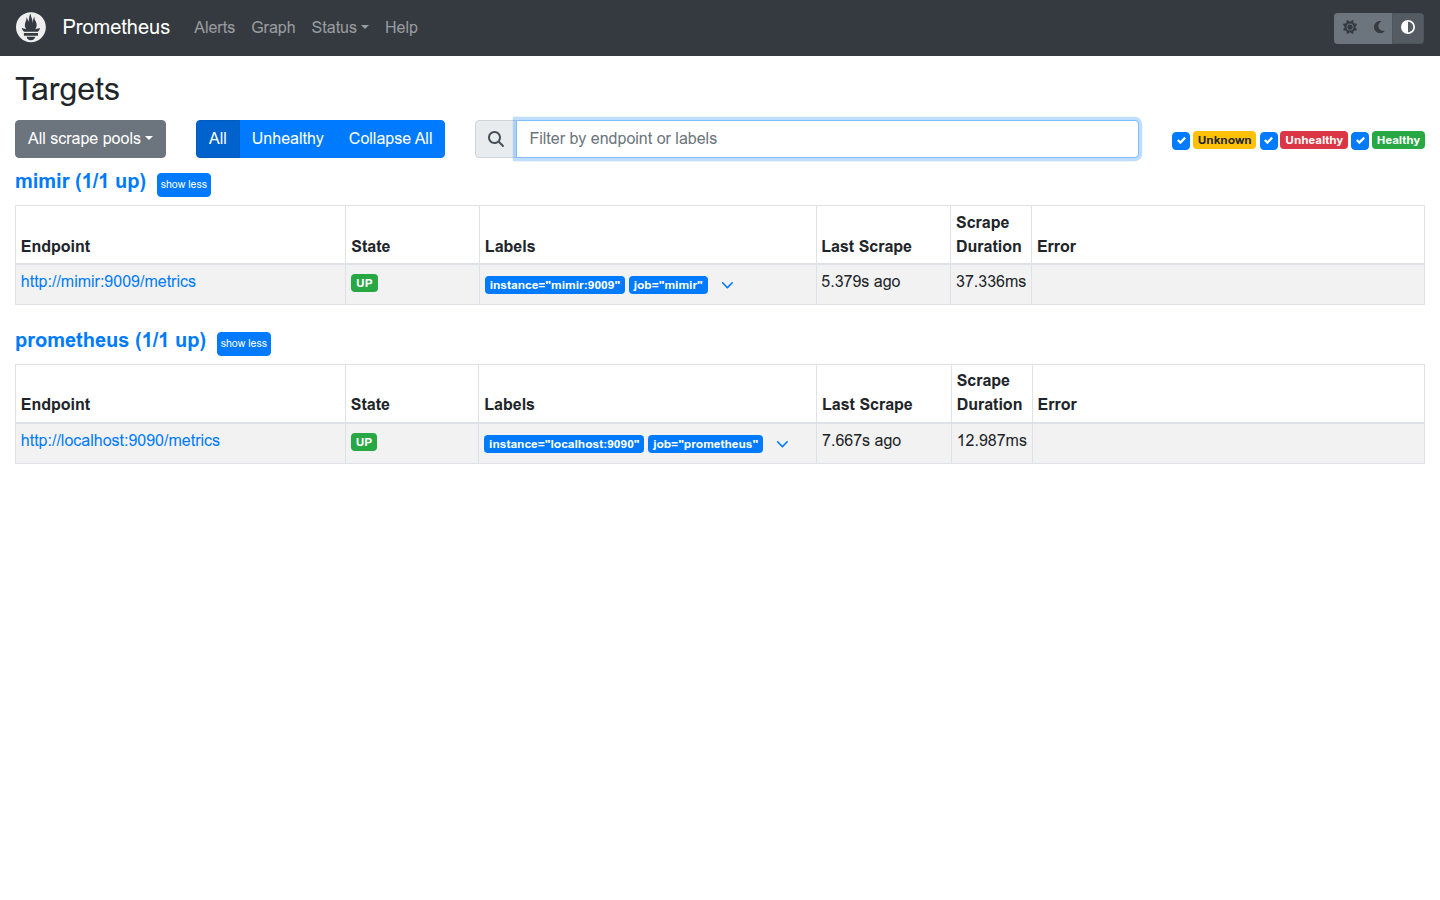 Prometheus Alerts Graph Status Help
Targets
All scrape pools All Unhealthy Collapse All Filter by endpoint or labels Unknown Unhealthy Healthy
mimir (1/1 up) show less
Endpoint State Labels Last Scrape Scrape Duration Error
http://mimir:9009/metrics UP instance="mimir:9009" job="mimir" 5.379s ago 37.336ms
prometheus (1/1 up) show less
Endpoint State Labels Last Scrape Scrape Duration Error
http://localhost:9090/metrics UP instance="localhost:9090" job="prometheus" 7.667s ago 12.987ms